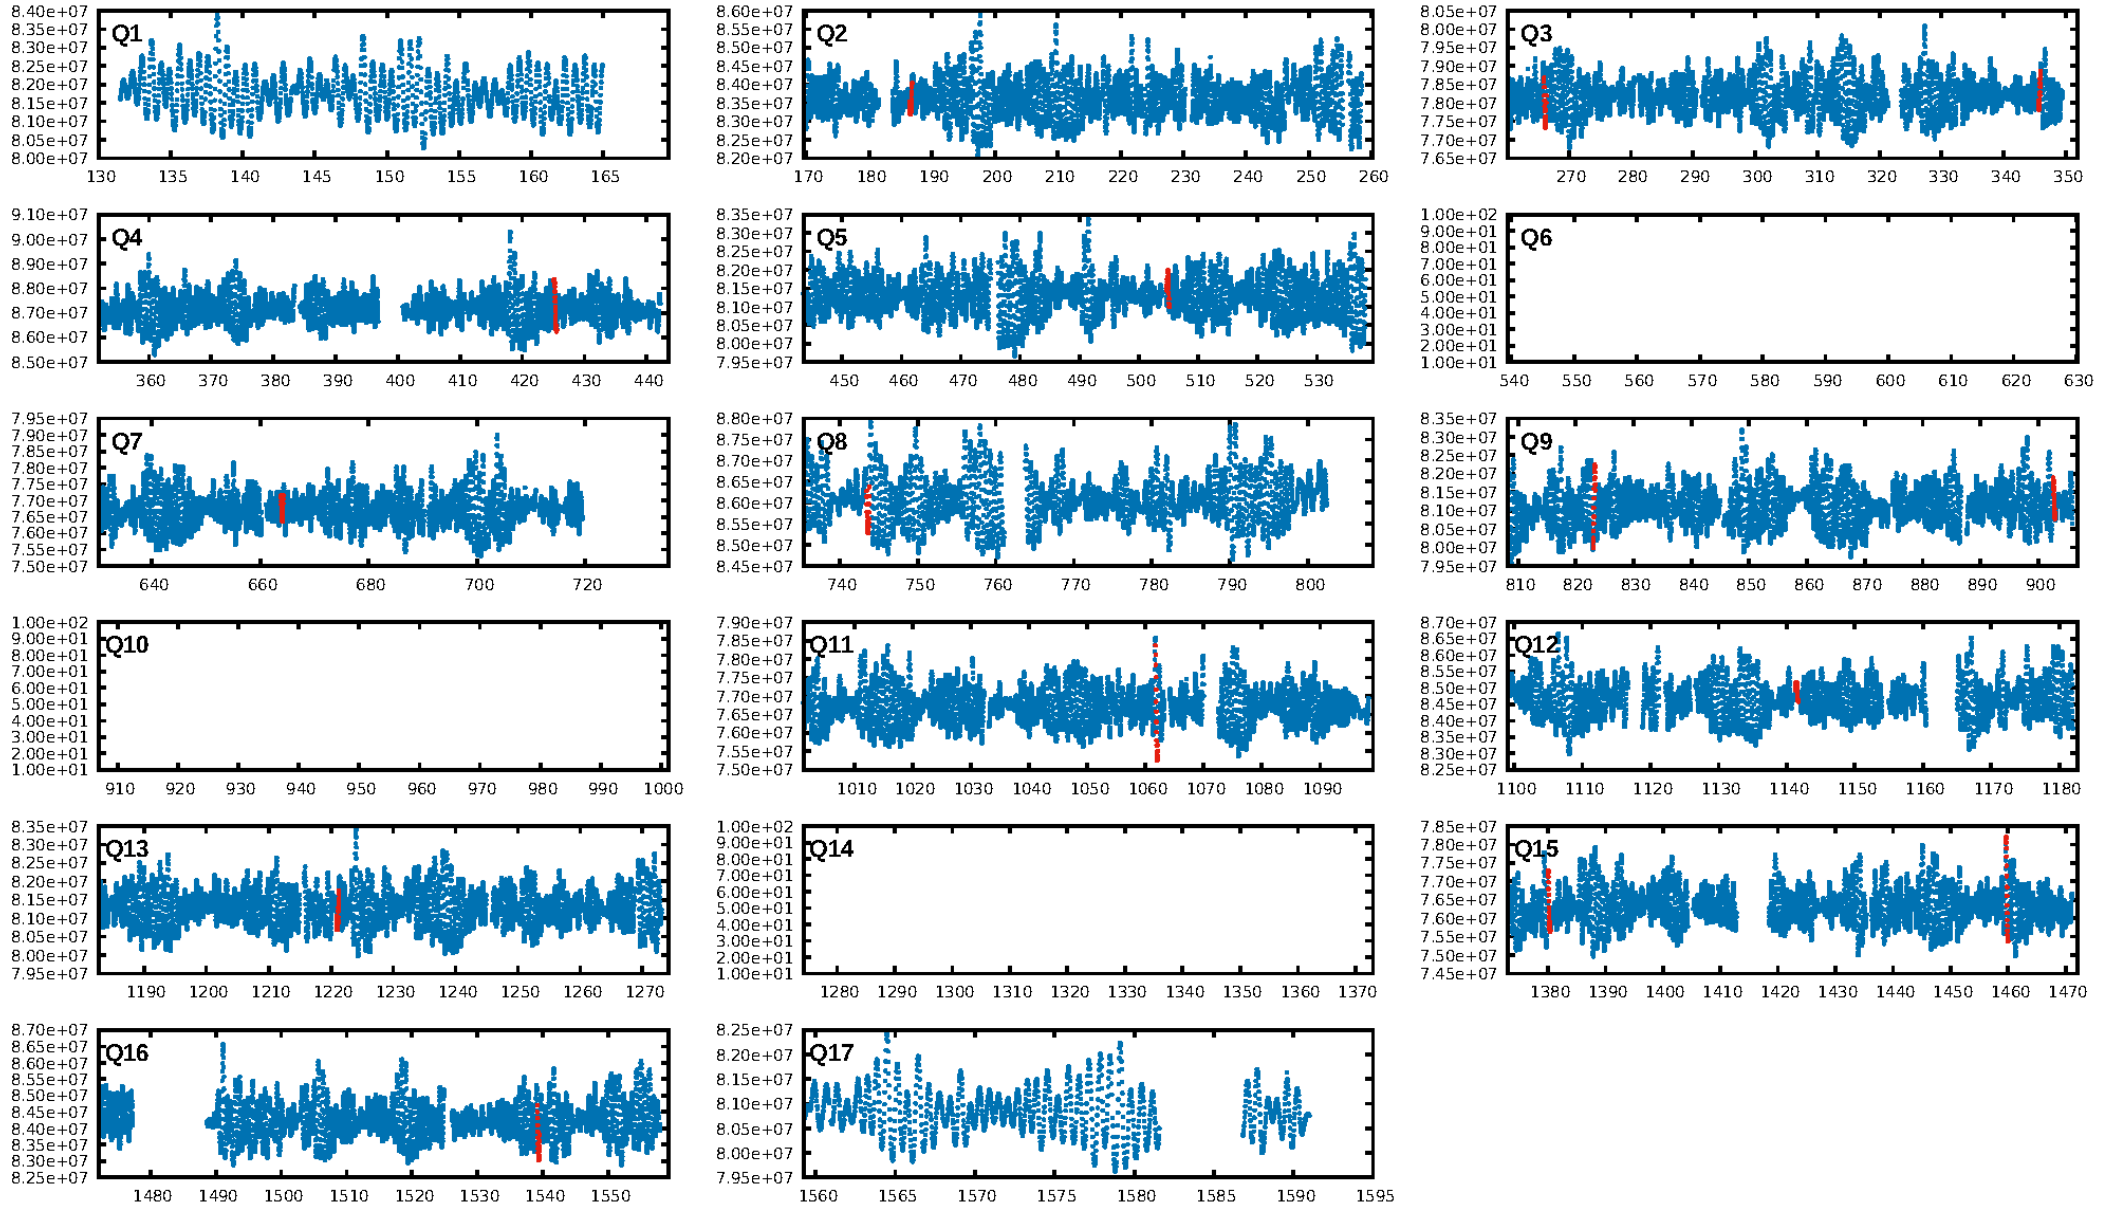 8.40e+07
8.35e+07
8.30e+07
8.25e+07
8.20e+07
8.15e+07
8.10e+07
8.05e+07
8.00e+07
Q1
130 135 140 145 150 155 160 165
8.60e+07
8.55e+07
8.50e+07
8.45e+07
8.40e+07
8.35e+07
8.30e+07
8.25e+07
8.20e+07
Q2
170 180 190 200 210 220 230 240 250 260
8.05e+07
8.00e+07
7.95e+07
7.90e+07
7.85e+07
7.80e+07
7.75e+07
7.70e+07
7.65e+07
Q3
270 280 290 300 310 320 330 340 350
9.10e+07
9.00e+07
8.90e+07
8.80e+07
8.70e+07
8.60e+07
8.50e+07
Q4
360 370 380 390 400 410 420 430 440
8.35e+07
8.30e+07
8.25e+07
8.20e+07
8.15e+07
8.10e+07
8.05e+07
8.00e+07
7.95e+07
Q5
450 460 470 480 490 500 510 520 530
1.00e+02
9.00e+01
8.00e+01
7.00e+01
6.00e+01
5.00e+01
4.00e+01
3.00e+01
2.00e+01
1.00e+01
Q6
540 550 560 570 580 590 600 610 620 630
7.95e+07
7.90e+07
7.85e+07
7.80e+07
7.75e+07
7.70e+07
7.65e+07
7.60e+07
7.55e+07
7.50e+07
Q7
640 660 680 700 720
8.80e+07
8.75e+07
8.70e+07
8.65e+07
8.60e+07
8.55e+07
8.50e+07
8.45e+07
Q8
740 750 760 770 780 790 800
8.35e+07
8.30e+07
8.25e+07
8.20e+07
8.15e+07
8.10e+07
8.05e+07
8.00e+07
7.95e+07
Q9
810 820 830 840 850 860 870 880 890 900
1.00e+02
9.00e+01
8.00e+01
7.00e+01
6.00e+01
5.00e+01
4.00e+01
3.00e+01
2.00e+01
1.00e+01
Q10
910 920 930 940 950 960 970 980 990 1000
7.90e+07
7.85e+07
7.80e+07
7.75e+07
7.70e+07
7.65e+07
7.60e+07
7.55e+07
7.50e+07
Q11
1010 1020 1030 1040 1050 1060 1070 1080 1090
8.70e+07
8.65e+07
8.60e+07
8.55e+07
8.50e+07
8.45e+07
8.40e+07
8.35e+07
8.30e+07
8.25e+07
Q12
1100 1110 1120 1130 1140 1150 1160 1170 1180
8.35e+07
8.30e+07
8.25e+07
8.20e+07
8.15e+07
8.10e+07
8.05e+07
8.00e+07
7.95e+07
Q13
1190 1200 1210 1220 1230 1240 1250 1260 1270
1.00e+02
9.00e+01
8.00e+01
7.00e+01
6.00e+01
5.00e+01
4.00e+01
3.00e+01
2.00e+01
1.00e+01
Q14
1280 1290 1300 1310 1320 1330 1340 1350 1360 1370
7.85e+07
7.80e+07
7.75e+07
7.70e+07
7.65e+07
7.60e+07
7.55e+07
7.50e+07
7.45e+07
Q15
1380 1390 1400 1410 1420 1430 1440 1450 1460 1470
8.70e+07
8.65e+07
8.60e+07
8.55e+07
8.50e+07
8.45e+07
8.40e+07
8.35e+07
8.30e+07
8.25e+07
Q16
1480 1490 1500 1510 1520 1530 1540 1550
8.25e+07
8.20e+07
8.15e+07
8.10e+07
8.05e+07
8.00e+07
7.95e+07
Q17
1560 1565 1570 1575 1580 1585 1590 1595